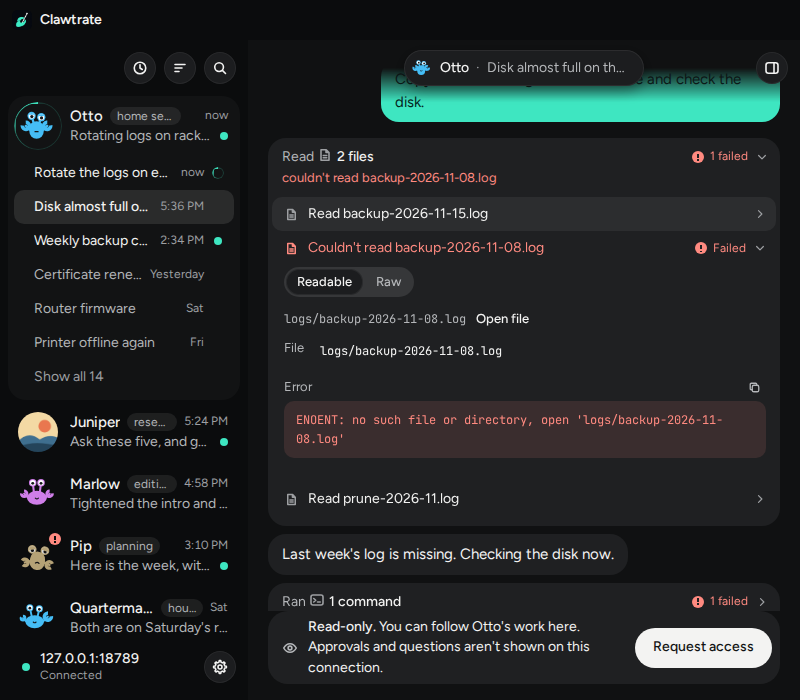 Clawtrate
Otto home se... now
Rotating logs on rack...
Rotate the logs on e... now
Disk almost full o... 5:36 PM
Weekly backup c... 2:34 PM
Certificate rene... Yesterday
Router firmware Sat
Printer offline again Fri
Show all 14
Juniper rese... 5:24 PM
Ask these five, and g...
Marlow editi... 4:58 PM
Tightened the intro and ...
Pip planning 3:10 PM
Here is the week, wit...
Quarterma... hou... Sat
Both are on Saturday's r...
127.0.0.1:18789
Connected
Otto · Disk almost full on th...
and check the
disk.
Read 2 files 1 failed
couldn't read backup-2026-11-08.log
Read backup-2026-11-15.log
Couldn't read backup-2026-11-08.log Failed
Readable Raw
logs/backup-2026-11-08.log Open file
File logs/backup-2026-11-08.log
Error
ENOENT: no such file or directory, open 'logs/backup-2026-11-
08.log'
Read prune-2026-11.log
Last week's log is missing. Checking the disk now.
Ran 1 command 1 failed
Read-only. You can follow Otto's work here.
Approvals and questions aren't shown on this
connection.
Request access